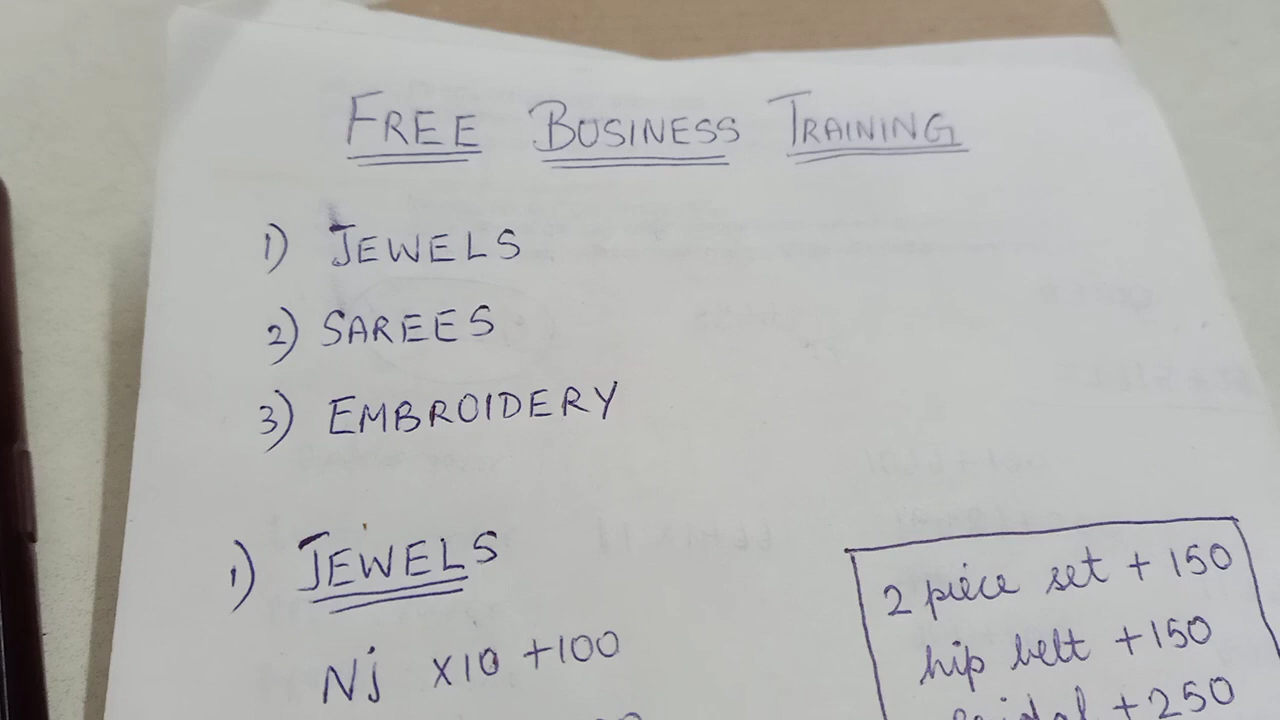 FREE BUSINESS TRAINING
1) JEWELS
2) SAREES
3) EMBROIDERY
1) JEWELS
Nj x10 +100
2 piece set + 150
hip belt +150
+250